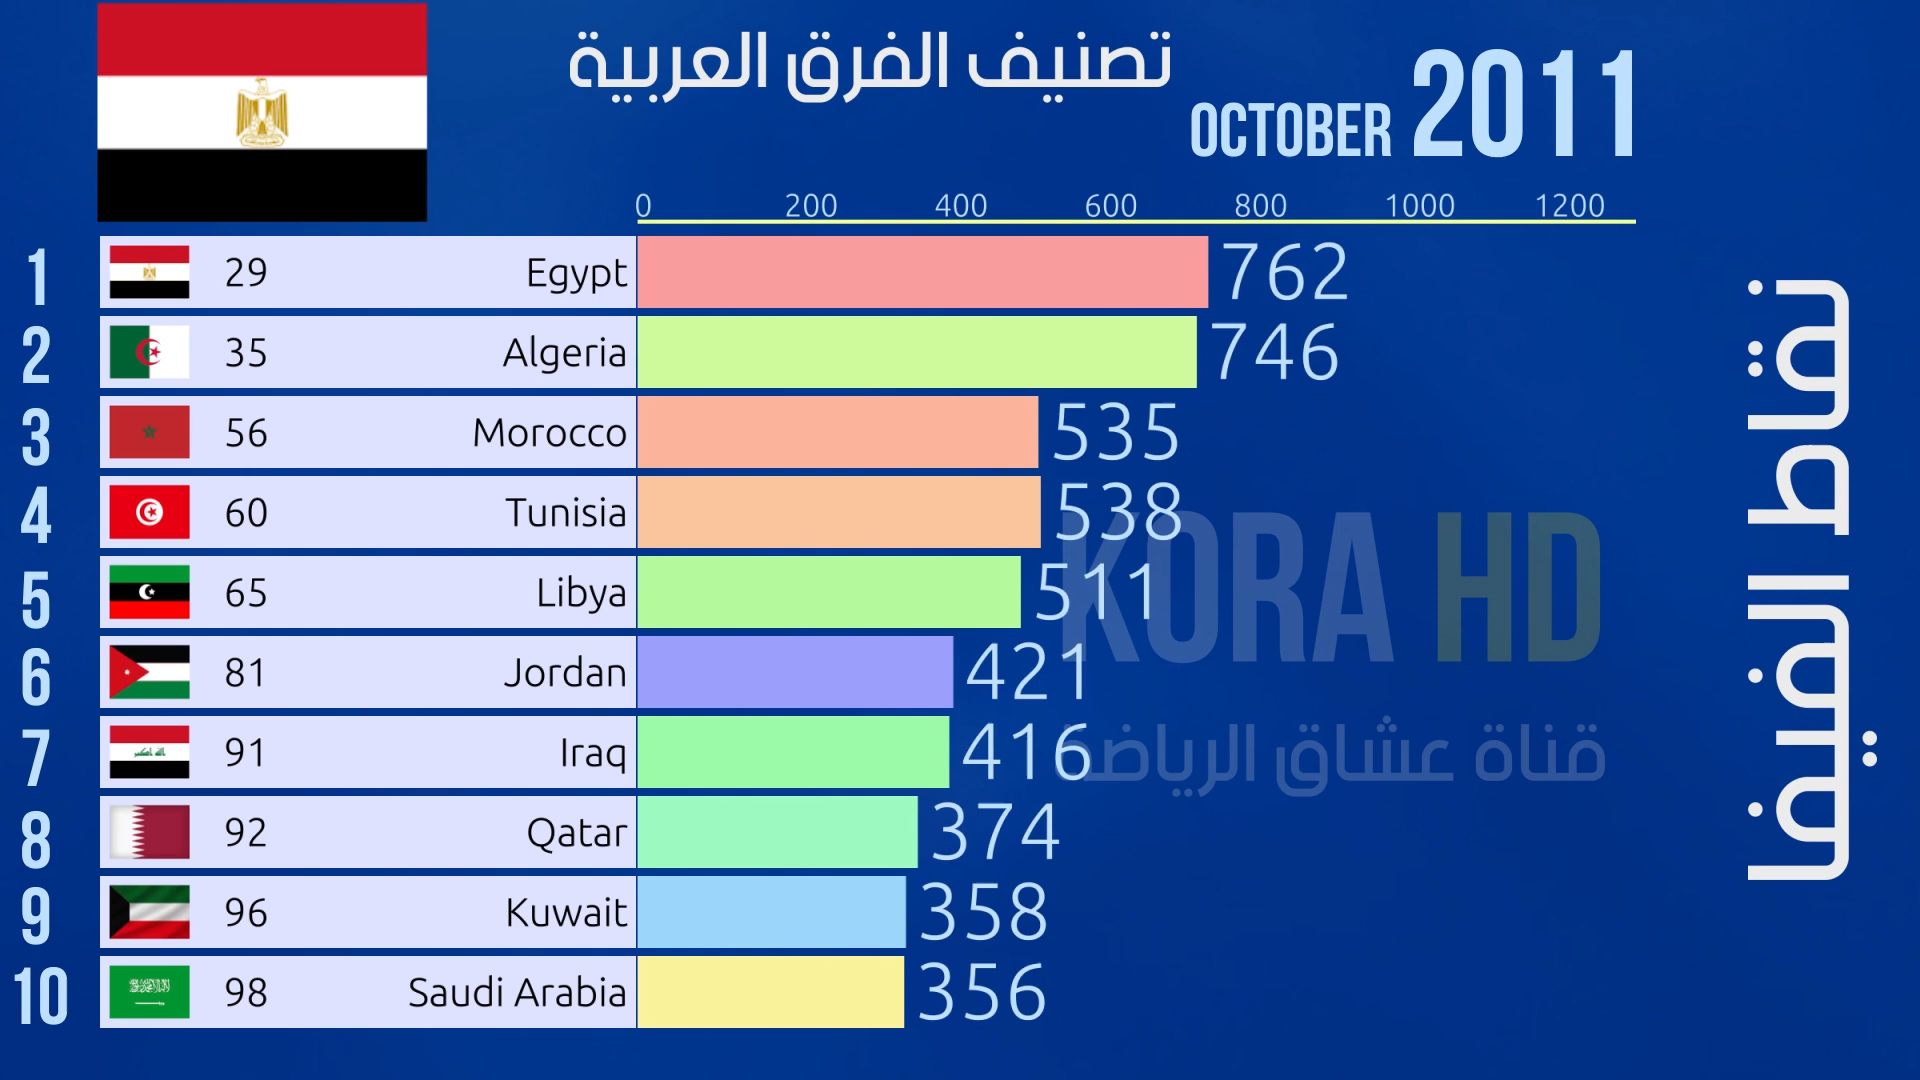 تصنيف الفرق العربية
OCTOBER 2011
0 200 400 600 800 1000 1200
1 29 Egypt 762
2 35 Algeria 746
3 56 Morocco 535
4 60 Tunisia 538
5 65 Libya 511
6 81 Jordan 421
7 91 Iraq 416
8 92 Qatar 374
9 96 Kuwait 358
10 98 Saudi Arabia 356
نقاط الفيفا
KORA HD
قناة عشاق الرياضة